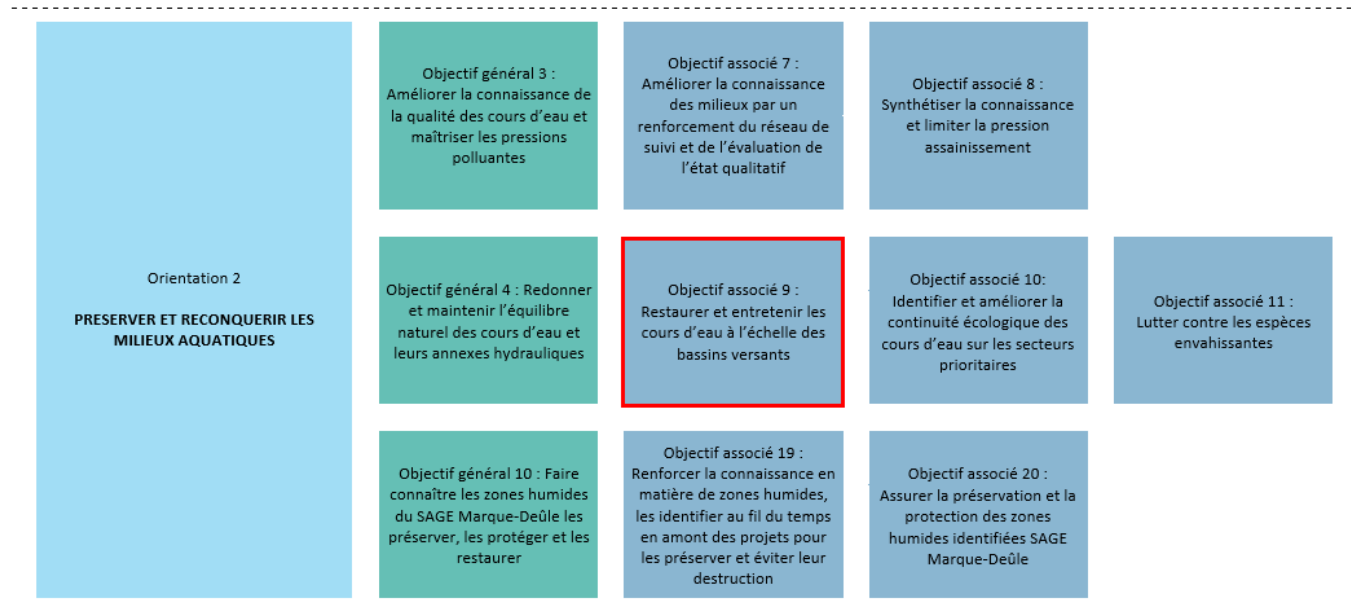 Orientation 2
PRESERVER ET RECONQUERIR LES
MILIEUX AQUATIQUES
Objectif général 3 :
Améliorer la connaissance de
la qualité des cours d’eau et
maîtriser les pressions
polluantes
Objectif associé 7 :
Améliorer la connaissance
des milieux par un
renforcement du réseau de
suivi et de l’évaluation de
l’état qualitatif
Objectif associé 8 :
Synthétiser la connaissance
et limiter la pression
assainissement
Objectif général 4 : Redonner
et maintenir l’équilibre
naturel des cours d’eau et
leurs annexes hydrauliques
Objectif associé 9 :
Restaurer et entretenir les
cours d’eau à l’échelle des
bassins versants
Objectif associé 10:
Identifier et améliorer la
continuité écologique des
cours d’eau sur les secteurs
prioritaires
Objectif associé 11 :
Lutter contre les espèces
envahissantes
Objectif général 10 : Faire
connaître les zones humides
du SAGE Marque-Deûle les
préserver, les protéger et les
restaurer
Objectif associé 19 :
Renforcer la connaissance en
matière de zones humides,
les identifier au fil du temps
en amont des projets pour
les préserver et éviter leur
destruction
Objectif associé 20 :
Assurer la préservation et la
protection des zones
humides identifiées SAGE
Marque-Deûle